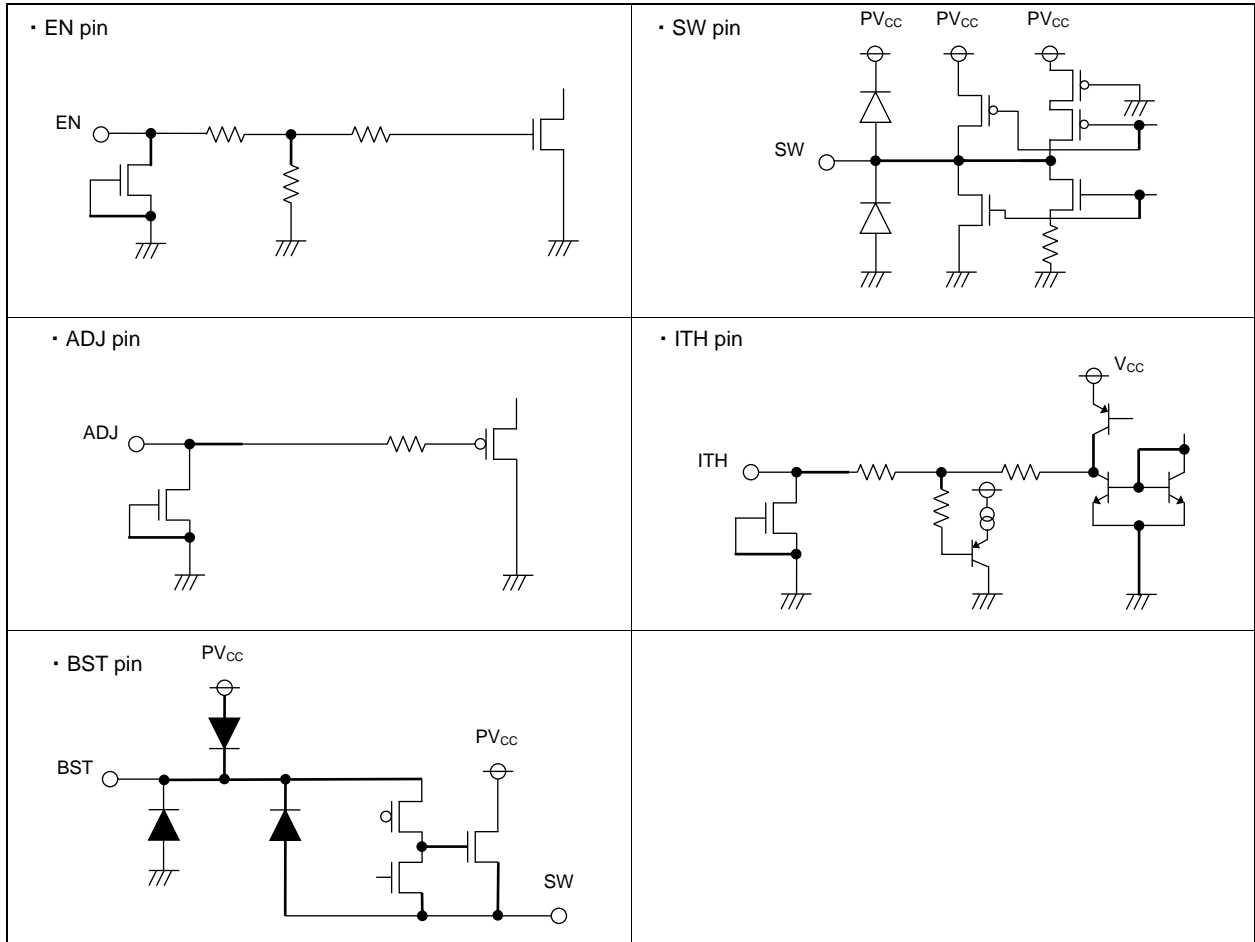 ・EN pin
EN
・SW pin
PVCC PVCC PVCC
SW
・ADJ pin
ADJ
・ITH pin
VCC
ITH
・BST pin
PVCC
PVCC
BST
SW